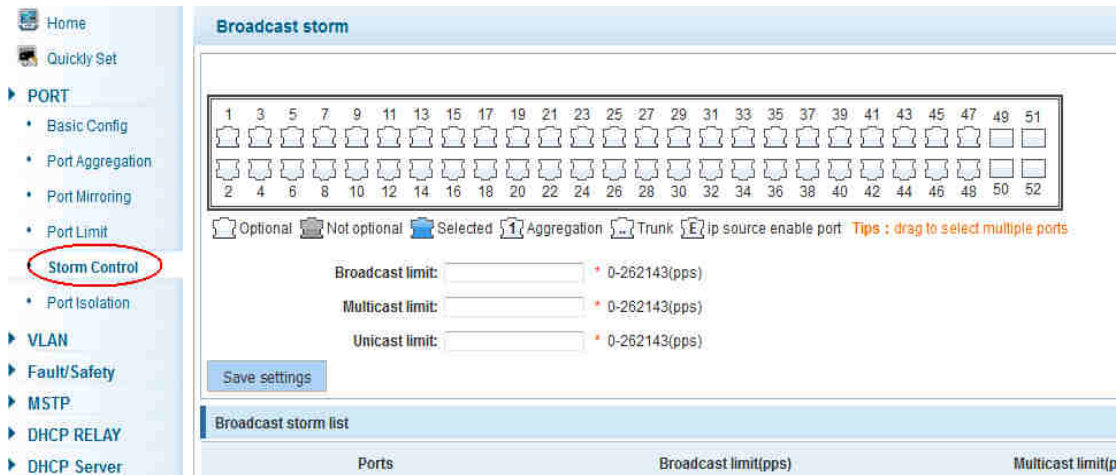 Home
Quickly Set
PORT
Basic Config
Port Aggregation
Port Mirroring
Port Limit
Storm Control
Port Isolation
VLAN
Fault/Safety
MSTP
DHCP RELAY
DHCP Server
Broadcast storm
1 3 5 7 9 11 13 15 17 19 21 23 25 27 29 31 33 35 37 39 41 43 45 47 49 51
2 4 6 8 10 12 14 16 18 20 22 24 26 28 30 32 34 36 38 40 42 44 46 48 50 52
Optional Not optional Selected 1 Aggregation ... Trunk E ip source enable port Tips : drag to select multiple ports
Broadcast limit: * 0-262143(pps)
Multicast limit: * 0-262143(pps)
Unicast limit: * 0-262143(pps)
Save settings
Broadcast storm list
Ports Broadcast limit(pps) Multicast limit(p